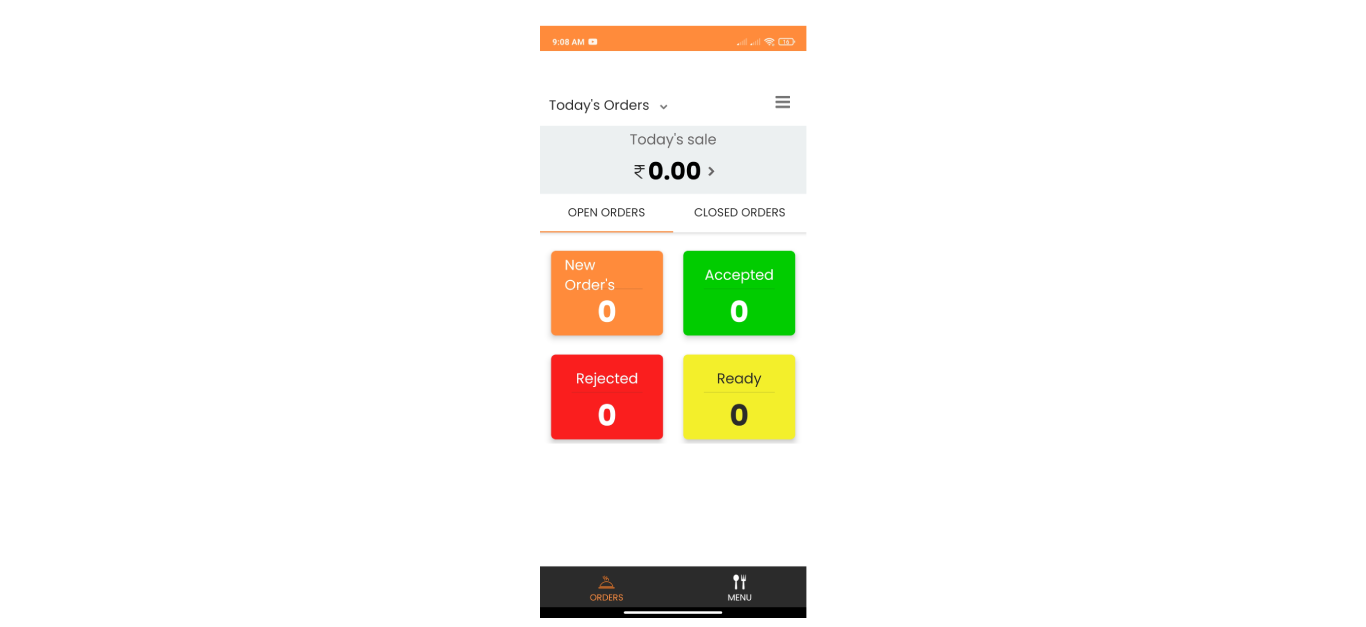 9:08 AM
Today's Orders
Today's sale
₹0.00
OPEN ORDERS CLOSED ORDERS
New
Order's
0
Accepted
0
Rejected
0
Ready
0
ORDERS
MENU